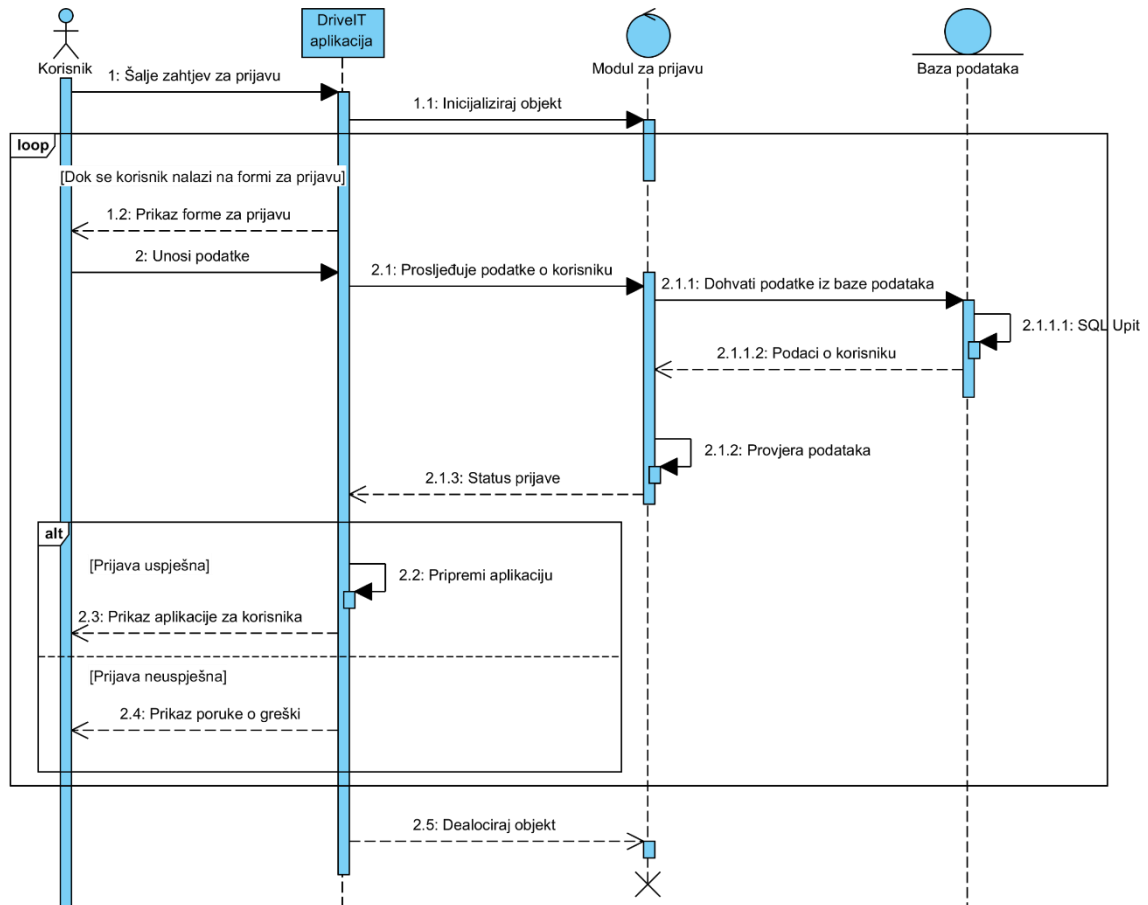 DriveIT
aplikacija
Korisnik
Modul za prijavu
Baza podataka
1: Šalje zahtjev za prijavu
1.1: Inicijaliziraj objekt
loop
[Dok se korisnik nalazi na formi za prijavu]
1.2: Prikaz forme za prijavu
2: Unosi podatke
2.1: Prosljeđuje podatke o korisniku
2.1.1: Dohvati podatke iz baze podataka
2.1.1.1: SQL Upit
2.1.1.2: Podaci o korisniku
2.1.2: Provjera podataka
2.1.3: Status prijave
alt
[Prijava uspješna]
2.2: Pripremi aplikaciju
2.3: Prikaz aplikacije za korisnika
[Prijava neuspješna]
2.4: Prikaz poruke o greški
2.5: Dealociraj objekt